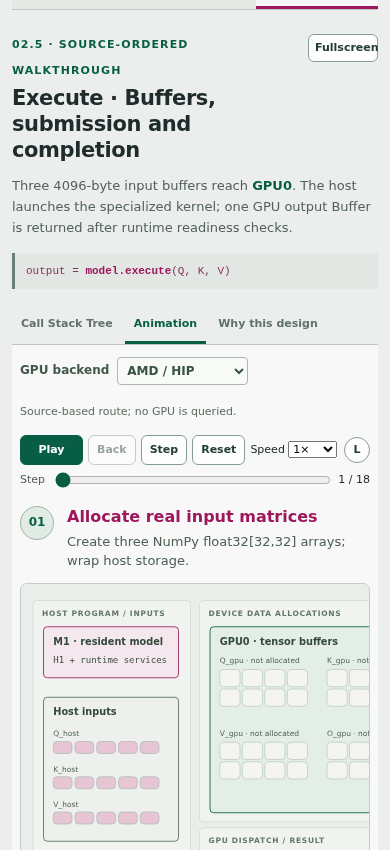 02.5 · SOURCE-ORDERED
WALKTHROUGH
Fullscreen
Execute · Buffers,
submission and
completion
Three 4096-byte input buffers reach GPU0. The host
launches the specialized kernel; one GPU output Buffer
is returned after runtime readiness checks.
output = model.execute(Q, K, V)
Call Stack Tree Animation Why this design
GPU backend AMD / HIP
Source-based route; no GPU is queried.
Play Back Step Reset Speed 1× L
Step 1 / 18
01 Allocate real input matrices
Create three NumPy float32[32,32] arrays;
wrap host storage.
HOST PROGRAM / INPUTS
M1 · resident model
H1 + runtime services
Host inputs
Q_host
K_host
V_host
DEVICE DATA ALLOCATIONS
GPU0 · tensor buffers
Q_gpu · not allocated K_gpu · not
V_gpu · not allocated O_gpu · not
GPU DISPATCH / RESULT